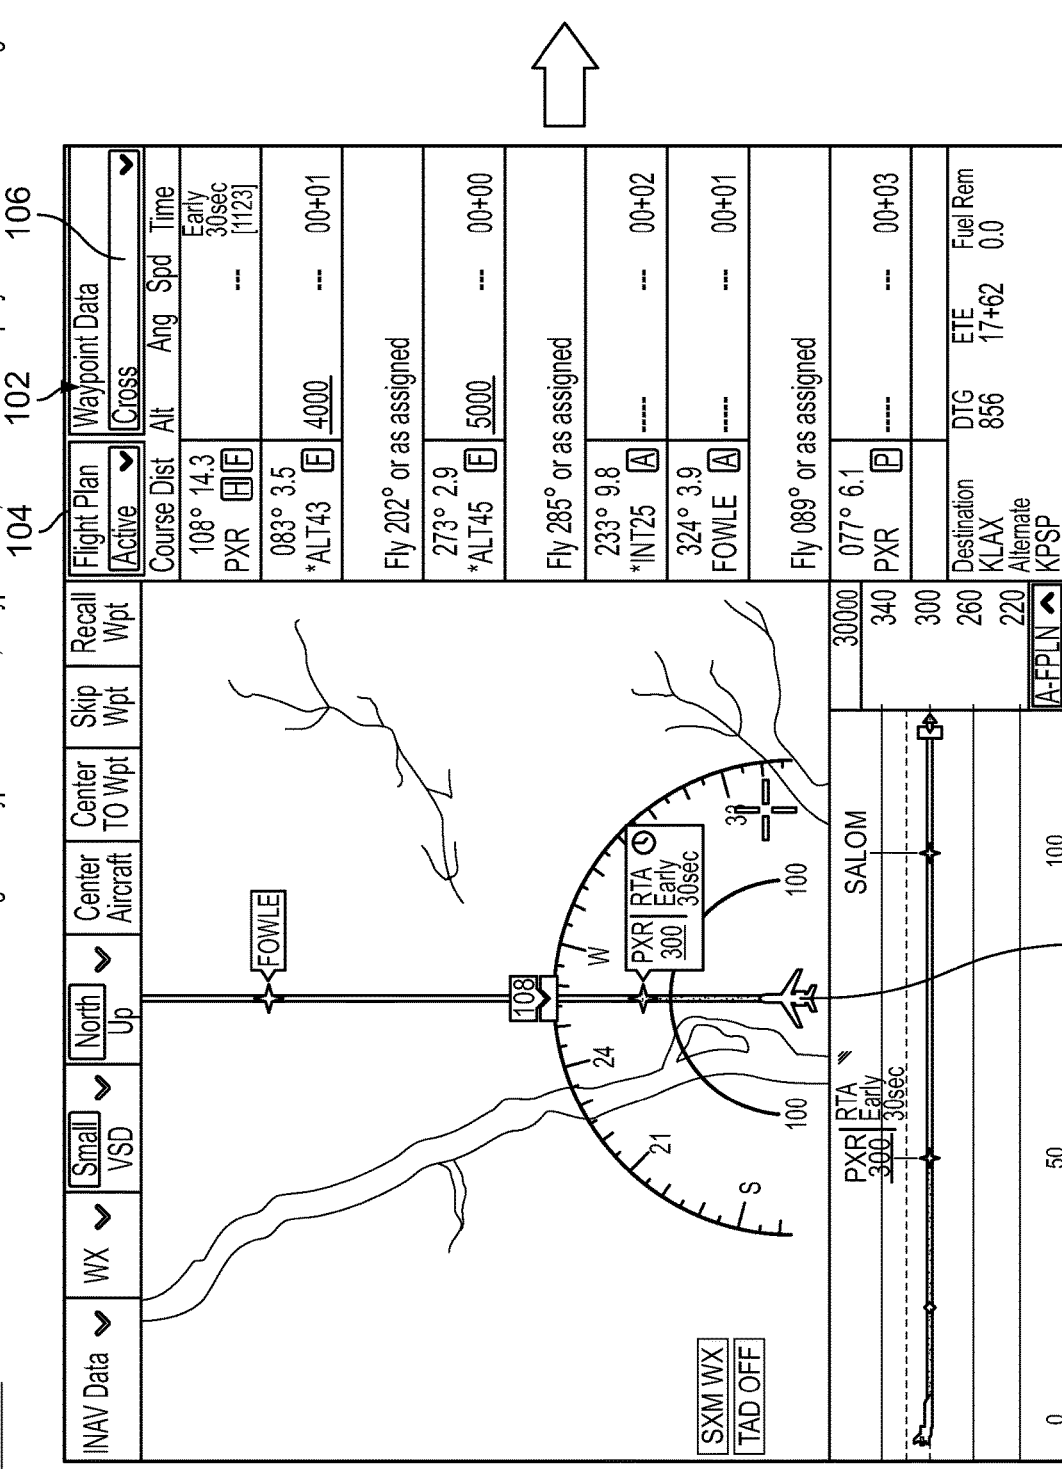 104
102
106
INAV Data
WX
Small
VSD
North
Up
Center
Aircraft
Center
TO Wpt
Skip
Wpt
Recall
Wpt
Flight Plan
Active
Waypoint Data
Cross
Course Dist Alt Ang Spd Time
108° 14.3
PXR H F --- Early
30sec
[1123]
083° 3.5
*ALT43 F 4000 --- 00+01
Fly 202° or as assigned
273° 2.9
*ALT45 F 5000 --- 00+00
Fly 285° or as assigned
233° 9.8
*INT25 A ----- --- 00+02
324° 3.9
FOWLE A ----- --- 00+01
Fly 089° or as assigned
077° 6.1
PXR P ----- --- 00+03
Destination DTG ETE Fuel Rem
KLAX 856 17+62 0.0
Alternate
KPSP
FOWLE
108
S
21
24
W
33
PXR RTA
300 Early
30sec
100
100
SXM WX
TAD OFF
PXR RTA
300 Early
30sec
SALOM
30000
340
300
260
220
A-FPLN
0
50
100